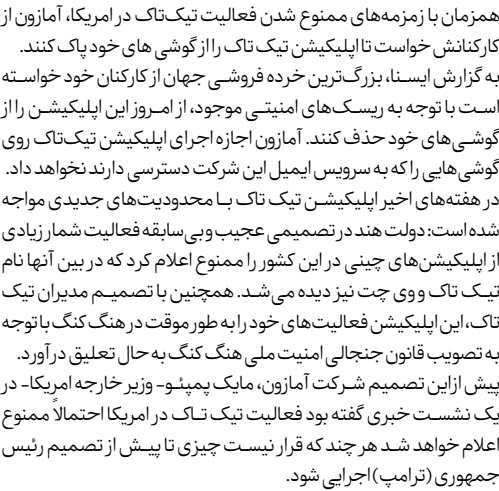 همزمان با زمزمه‌های ممنوع شدن فعالیت تیک‌تاک در امریکا، آمازون از
کارکنانش خواست تا اپلیکیشن تیک تاک را از گوشی های خود پاک کنند.
به گزارش ایسنا، بزرگ‌ترین خرده فروشی جهان از کارکنان خود خواسته
است با توجه به ریسک‌های امنیتی موجود، از امروز این اپلیکیشن را از
گوشی‌های خود حذف کنند. آمازون اجازه اجرای اپلیکیشن تیک‌تاک روی
گوشی‌هایی را که به سرویس ایمیل این شرکت دسترسی دارند نخواهد داد.
در هفته‌های اخیر اپلیکیشن تیک تاک با محدودیت‌های جدیدی مواجه
شده است: دولت هند در تصمیمی عجیب و بی‌سابقه فعالیت شمار زیادی
از اپلیکیشن‌های چینی در این کشور را ممنوع اعلام کرد که در بین آنها نام
تیک تاک و وی چت نیز دیده می‌شد. همچنین با تصمیم مدیران تیک
تاک، این اپلیکیشن فعالیت‌های خود را به طور موقت در هنگ کنگ با توجه
به تصویب قانون جنجالی امنیت ملی هنگ کنگ به حال تعلیق درآورد.
پیش از این تصمیم شرکت آمازون، مایک پمپئو- وزیر خارجه امریکا- در
یک نشست خبری گفته بود فعالیت تیک تاک در امریکا احتمالاً ممنوع
اعلام خواهد شد هر چند که قرار نیست چیزی تا پیش از تصمیم رئیس
جمهوری (ترامپ) اجرایی شود.